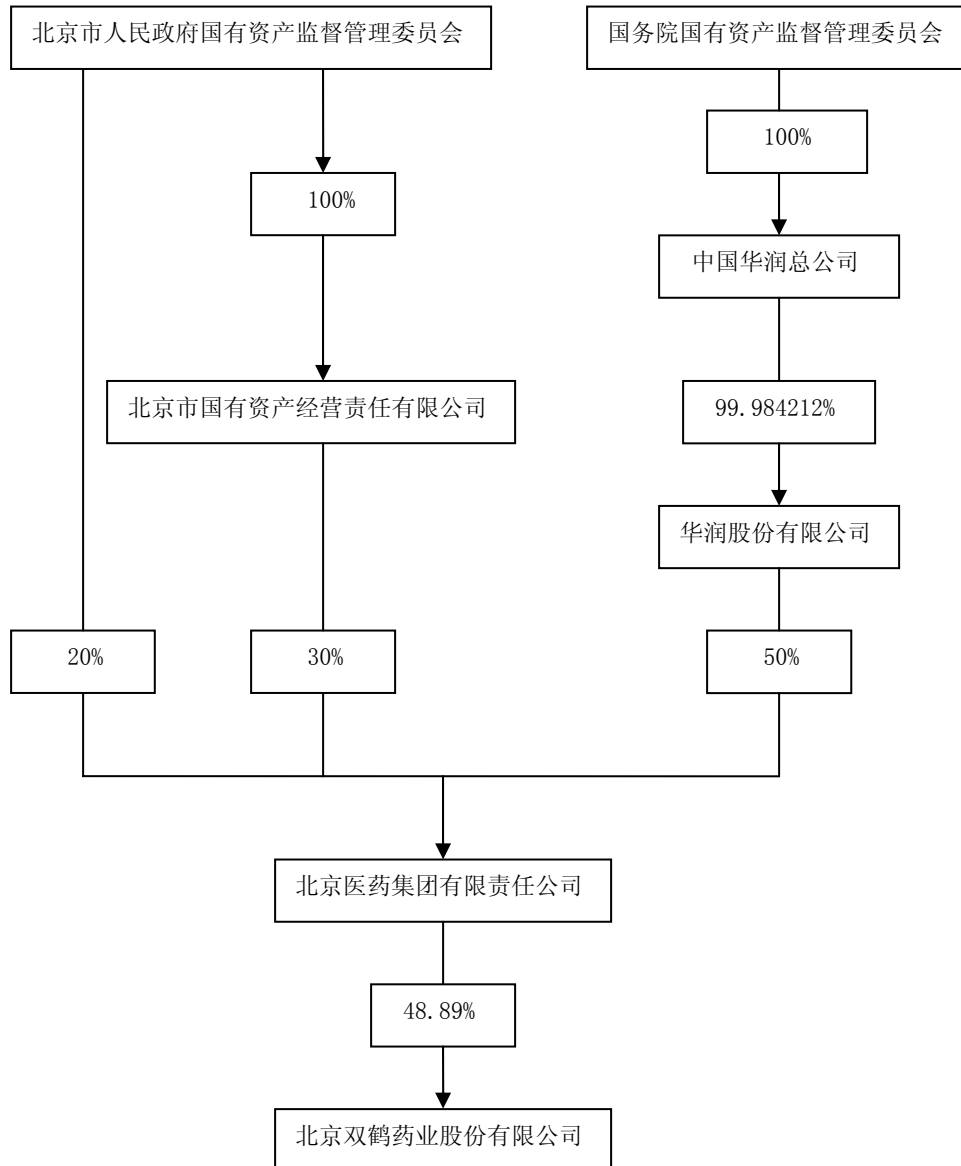 北京市人民政府国有资产监督管理委员会
国务院国有资产监督管理委员会
100%
100%
中国华润总公司
北京市国有资产经营责任有限公司
99.984212%
华润股份有限公司
20%
30%
50%
北京医药集团有限责任公司
48.89%
北京双鹤药业股份有限公司